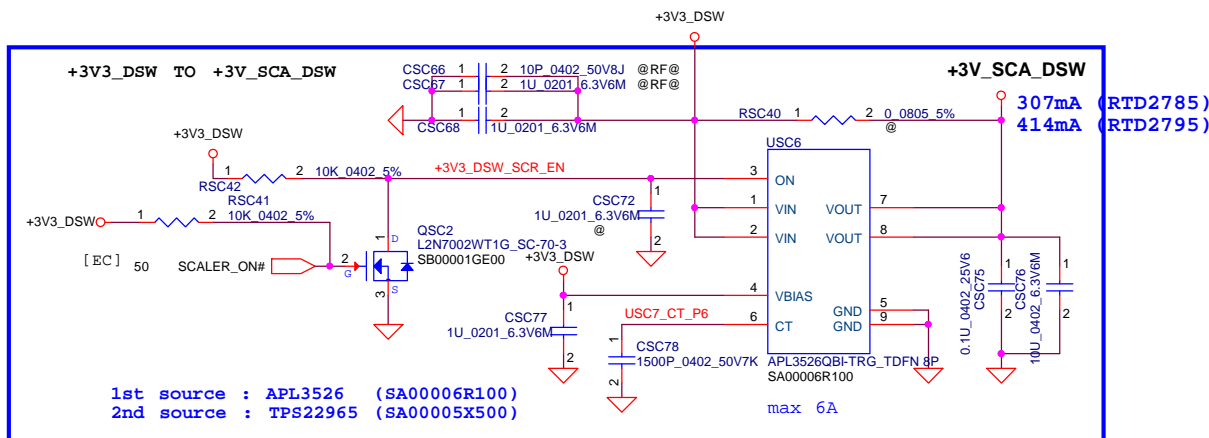 +3V3_DSW
+3V3_DSW TO +3V_SCA_DSW
CSC66 1 2 10P_0402_50V8J @RF@
CSC67 1 2 1U_0201_6.3V6M @RF@
+3V_SCA_DSW
307mA (RTD2785)
414mA (RTD2795)
1 2
CSC68 1U_0201_6.3V6M
RSC40 1 2 0_0805_5%
@
+3V3_DSW
USC6
1 2 10K_0402_5%
RSC42
+3V3_DSW_SCR_EN
3 ON
RSC41
+3V3_DSW 1 2 10K_0402_5%
CSC72 1
1U_0201_6.3V6M
@
2
1 VIN VOUT 7
2 VIN VOUT 8
QSC2
L2N7002WT1G_SC-70-3
SB00001GE00
1 D
2 G
3 S
[EC] 50 SCALER_ON#
+3V3_DSW
4 VBIAS
GND 5
GND 9
6 CT
USC7_CT_P6
CSC77 1
1U_0201_6.3V6M
2
1
CSC78
1500P_0402_50V7K
2
APL3526QBI-TRG_TDFN 8P
SA00006R100
max 6A
0.1U_0402_25V6
CSC75
1
2
CSC76
10U_0402_6.3V6M
1
2
1st source : APL3526 (SA00006R100)
2nd source : TPS22965 (SA00005X500)